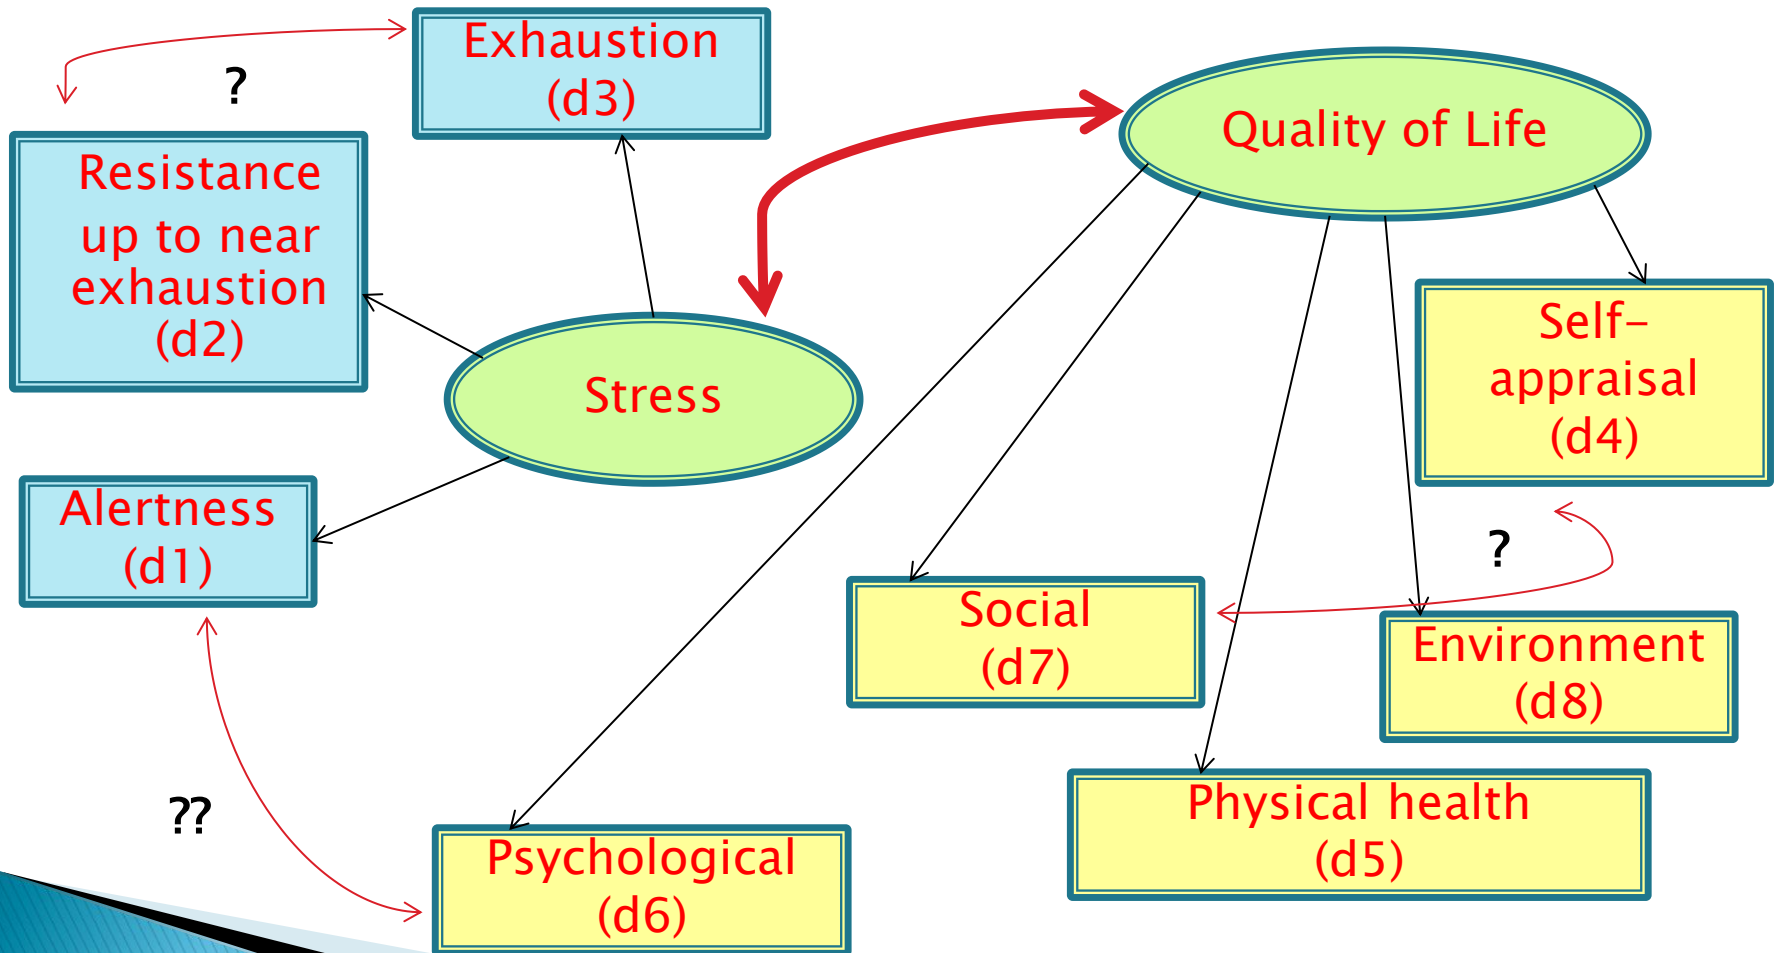 Exhaustion
(d3)
?
Resistance
up to near
exhaustion
(d2)
Quality of Life
Stress
Self-
appraisal
(d4)
Alertness
(d1)
?
Social
(d7)
Environment
(d8)
??
Physical health
(d5)
Psychological
(d6)